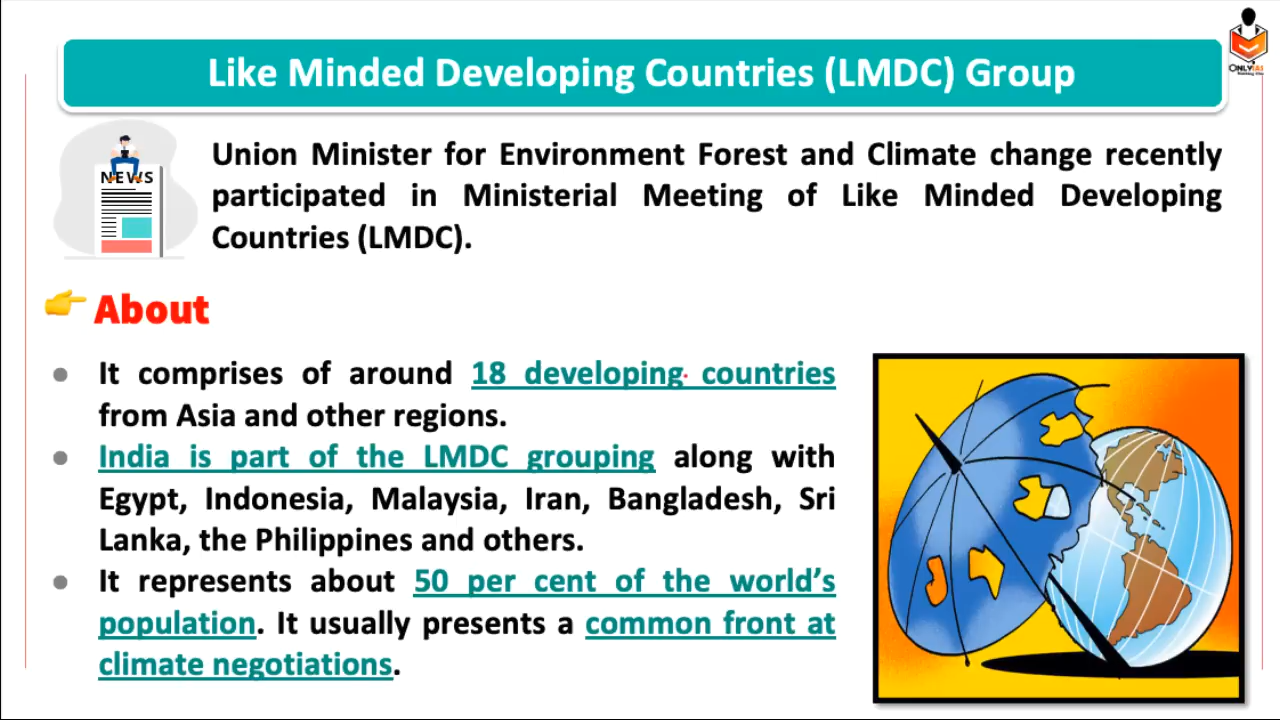 Like Minded Developing Countries (LMDC) Group
ONLYIAS
NEWS
Union Minister for Environment Forest and Climate change recently
participated in Ministerial Meeting of Like Minded Developing
Countries (LMDC).
About
It comprises of around 18 developing countries
from Asia and other regions.
India is part of the LMDC grouping along with
Egypt, Indonesia, Malaysia, Iran, Bangladesh, Sri
Lanka, the Philippines and others.
It represents about 50 per cent of the world’s
population. It usually presents a common front at
climate negotiations.